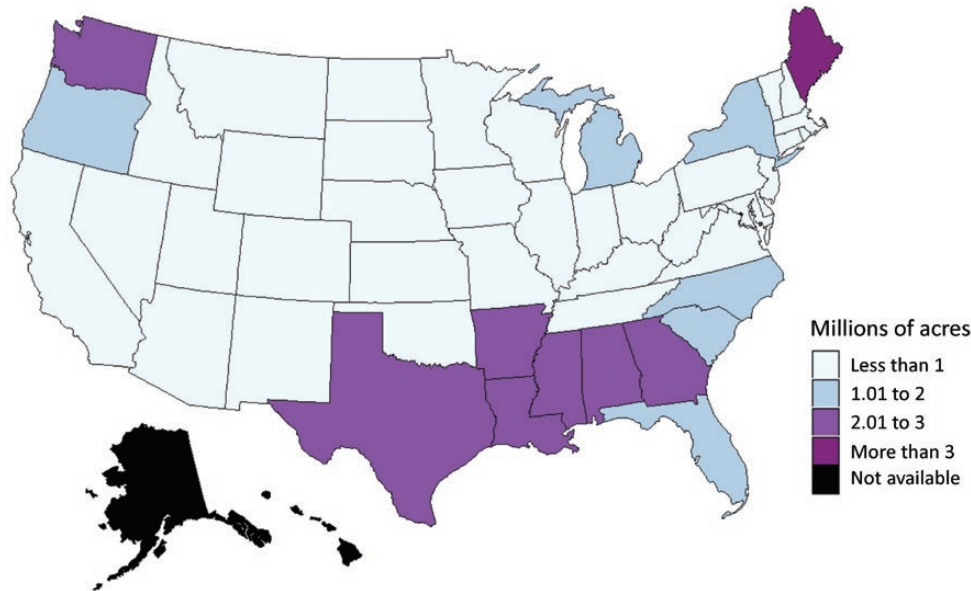 Millions of acres
Less than 1
1.01 to 2
2.01 to 3
More than 3
Not available